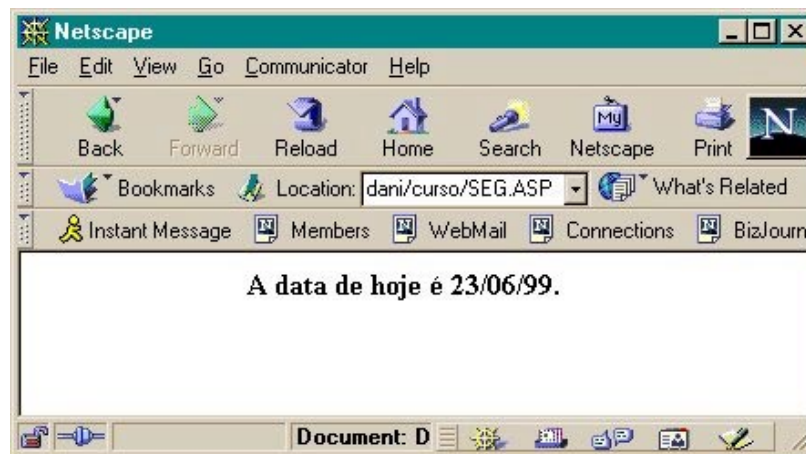 Netscape
File Edit View Go Communicator Help
Back Forward Reload Home Search My Netscape Print N
Bookmarks Location: dani/curso/SEG.ASP What's Related
Instant Message Members WebMail Connections BizJourn
A data de hoje é 23/06/99.
Document: D